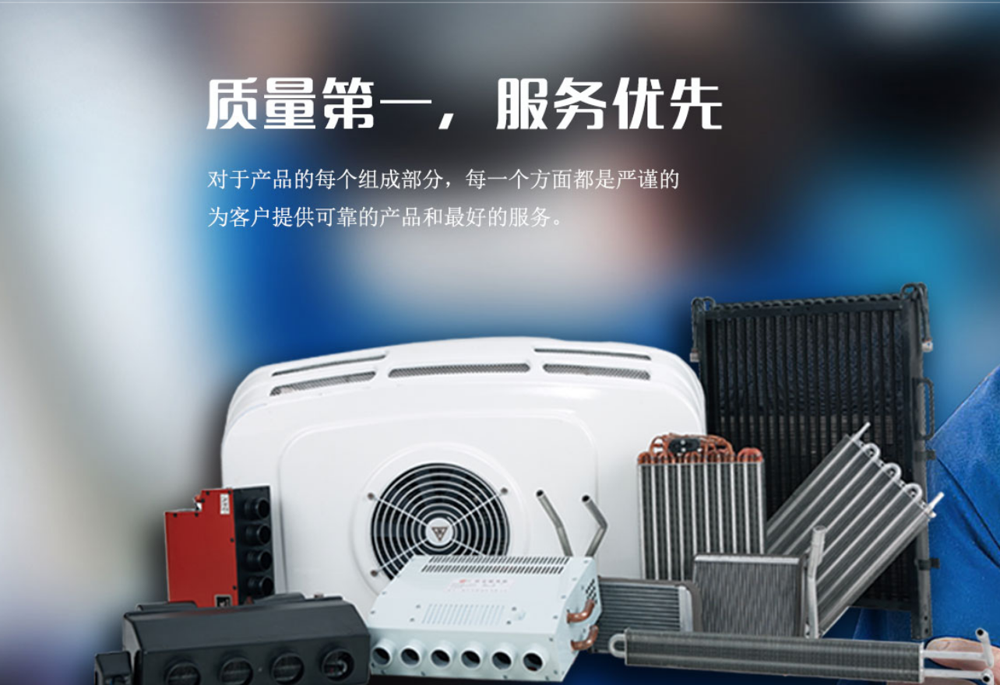 质量第一，服务优先
对于产品的每个组成部分，每一个方面都是严谨的
为客户提供可靠的产品和最好的服务。